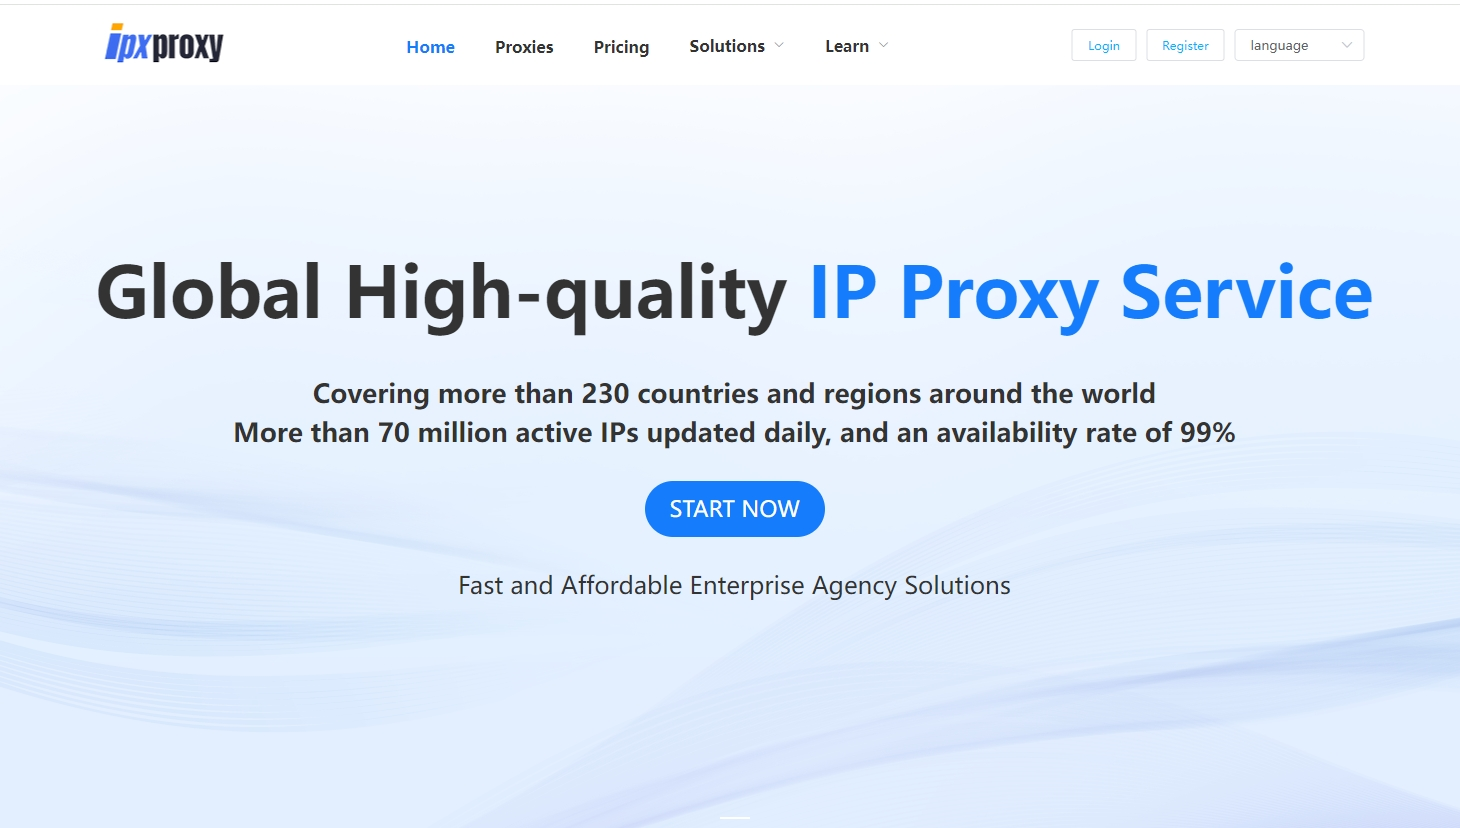 ipxproxy
Home Proxies Pricing Solutions Learn Login Register language
Global High-quality IP Proxy Service
Covering more than 230 countries and regions around the world
More than 70 million active IPs updated daily, and an availability rate of 99%
START NOW
Fast and Affordable Enterprise Agency Solutions